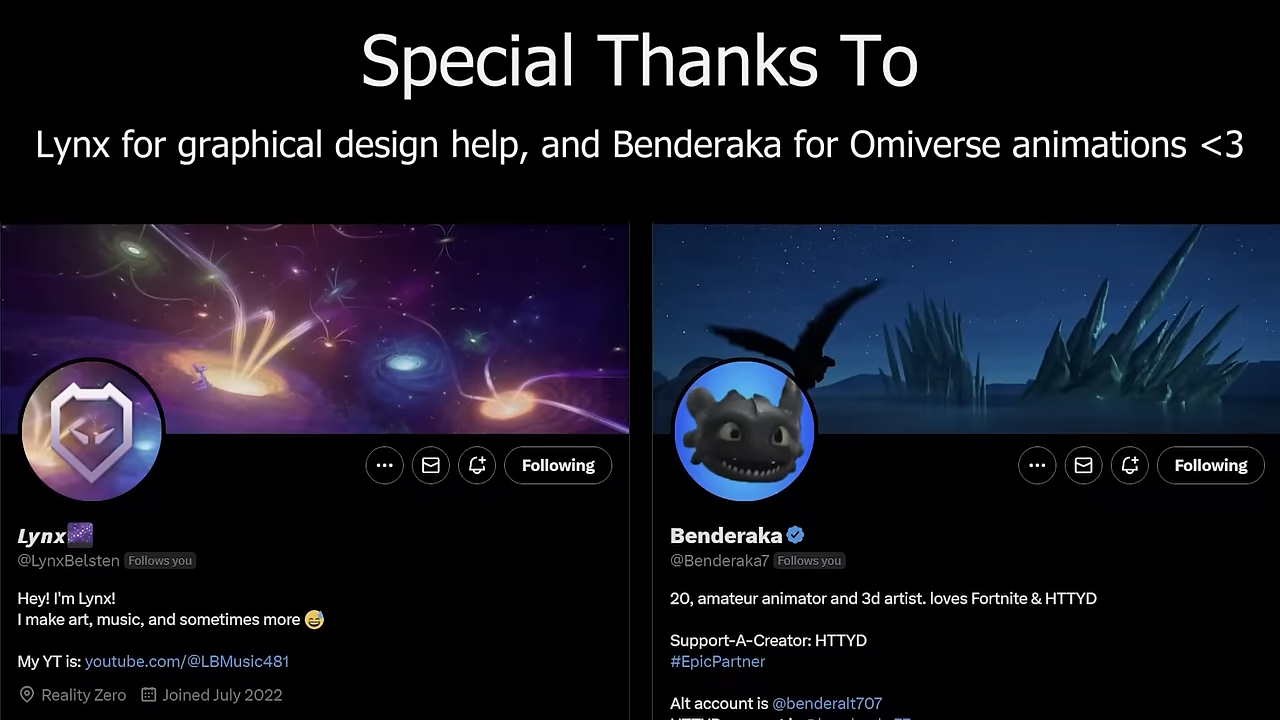 Special Thanks To
Lynx for graphical design help, and Benderaka for Omiverse animations <3
Following
Lynx🌌
@LynxBelsten Follows you
Hey! I'm Lynx!
I make art, music, and sometimes more 😅
My YT is: youtube.com/@LBMusic481
Reality Zero Joined July 2022
Following
Benderaka
@Benderaka7 Follows you
20, amateur animator and 3d artist. loves Fortnite & HTTYD
Support-A-Creator: HTTYD
#EpicPartner
Alt account is @benderalt707